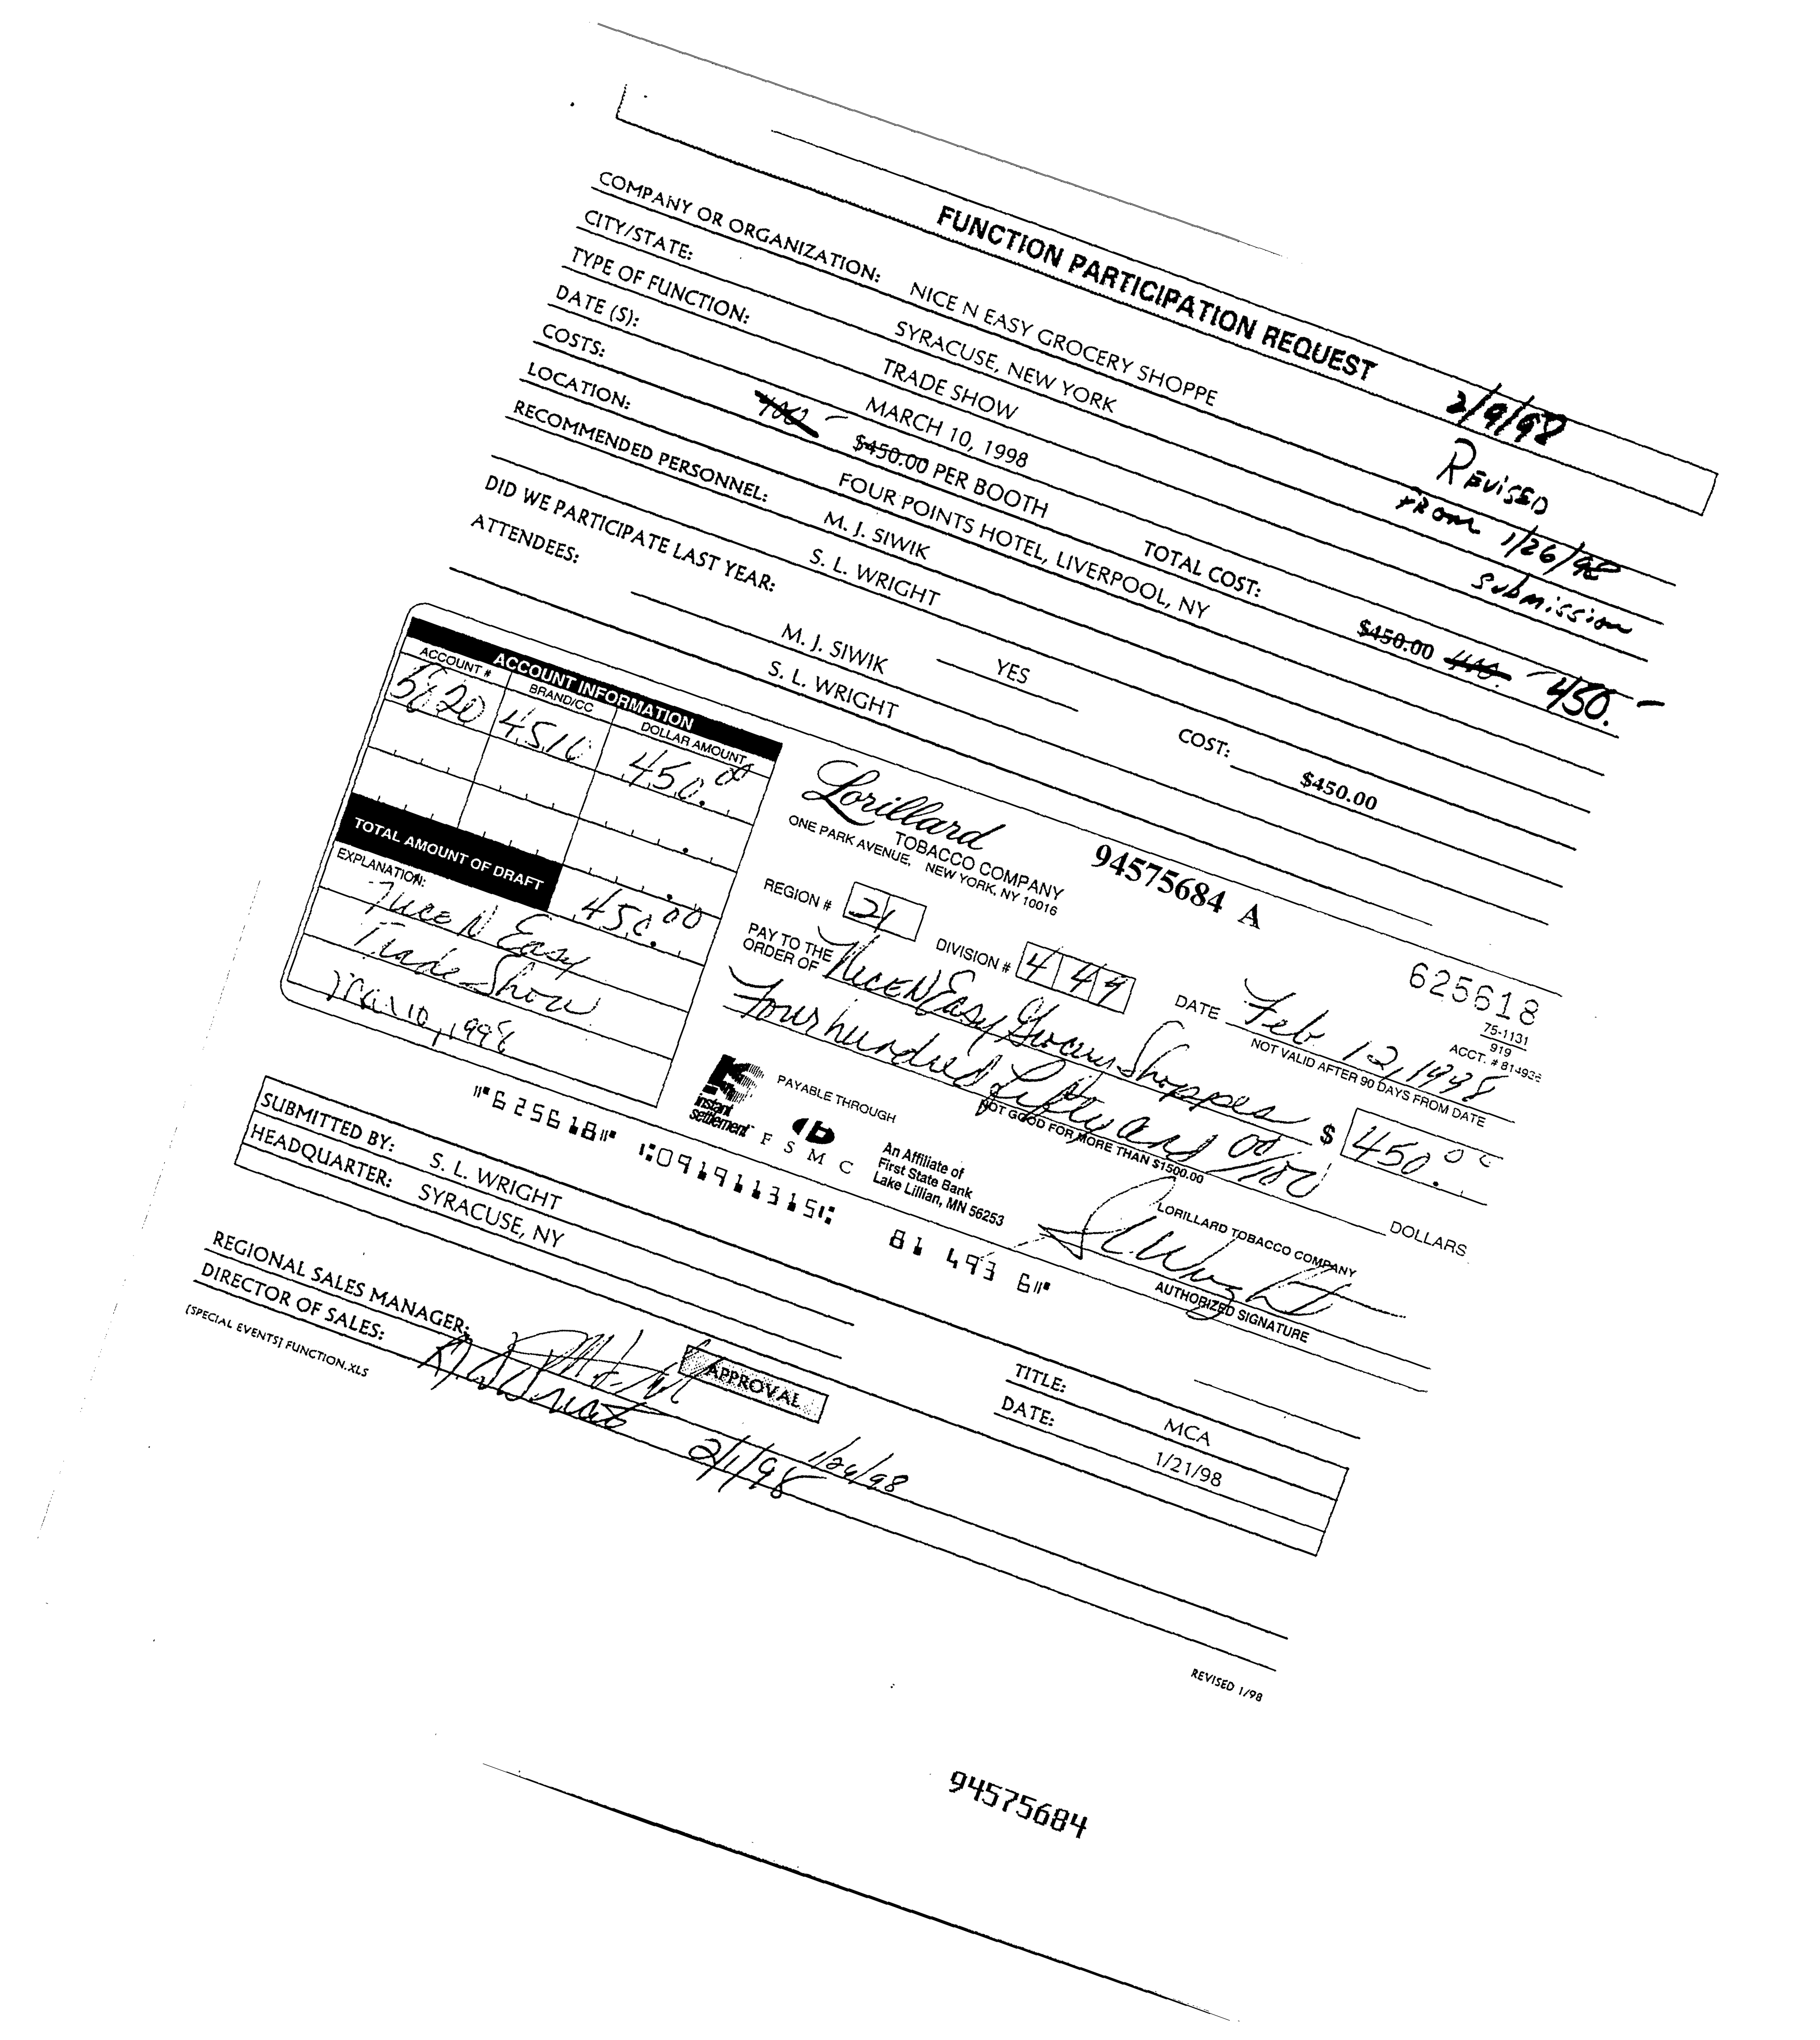 FUNCTION PARTICIPATION REQUEST
2/9/98
REVISED
FROM 1/26/98
submission
COMPANY OR ORGANIZATION: NICE N EASY GROCERY SHOPPE
CITY/STATE: SYRACUSE, NEW YORK
TYPE OF FUNCTION: TRADE SHOW
DATE (S): MARCH 10, 1998
COSTS: 400 - $450.00 PER BOOTH TOTAL COST: $450.00 400. - 450. -
LOCATION: FOUR POINTS HOTEL, LIVERPOOL, NY
RECOMMENDED PERSONNEL: M. J. SIWIK
S. L. WRIGHT
DID WE PARTICIPATE LAST YEAR: YES COST: $450.00
ATTENDEES: M. J. SIWIK
S. L. WRIGHT
ACCOUNT INFORMATION
ACCOUNT # BRAND/CC DOLLAR AMOUNT
5620 4510 450.00
TOTAL AMOUNT OF DRAFT 450.00
EXPLANATION:
Nice N Easy
Trade Show
Mar 10, 1998
Lorillard
TOBACCO COMPANY
ONE PARK AVENUE, NEW YORK, NY 10016
94575684 A
REGION # 21 DIVISION # 449
625618
75-1131
919
ACCT. # 814936
DATE Feb 12, 1998
NOT VALID AFTER 90 DAYS FROM DATE
PAY TO THE ORDER OF Nice N Easy Grocery Shoppes $ 450.00
Four hundred fifty and 00/100 DOLLARS
NOT GOOD FOR MORE THAN $1500.00
instant settlement
PAYABLE THROUGH
F S M C
An Affiliate of
First State Bank
Lake Lillian, MN 56253
LORILLARD TOBACCO COMPANY
SL Wright
AUTHORIZED SIGNATURE
⑈625618⑈ ⑆091911315⑆ 81 493 6⑈
SUBMITTED BY: S. L. WRIGHT TITLE: MCA
HEADQUARTER: SYRACUSE, NY DATE: 1/21/98
APPROVAL
REGIONAL SALES MANAGER: 1/26/98
DIRECTOR OF SALES: 2/1/98
[SPECIAL EVENTS] FUNCTION.XLS
REVISED 1/98
94575684